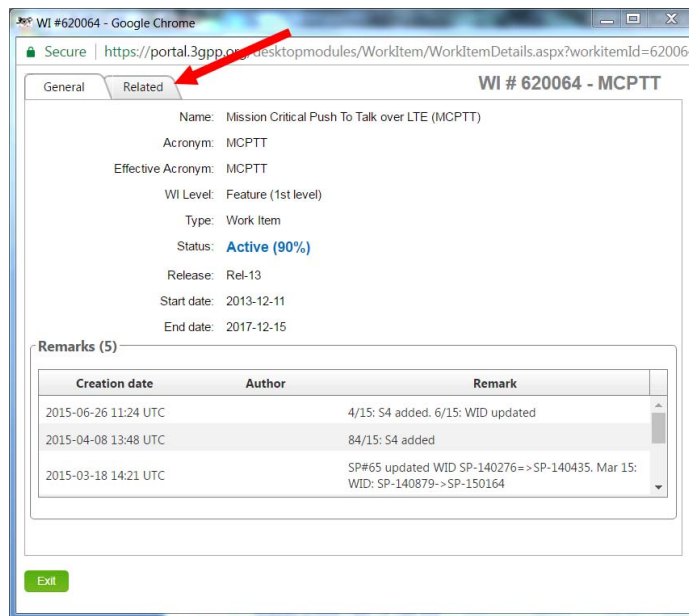 WI #620064 - Google Chrome
Secure | https://portal.3gpp.org/desktopmodules/WorkItem/WorkItemDetails.aspx?workitemId=62006
General
Related
WI # 620064 - MCPTT
Name: Mission Critical Push To Talk over LTE (MCPTT)
Acronym: MCPTT
Effective Acronym: MCPTT
WI Level: Feature (1st level)
Type: Work Item
Status: Active (90%)
Release: Rel-13
Start date: 2013-12-11
End date: 2017-12-15
Remarks (5)
Creation date Author Remark
2015-06-26 11:24 UTC 4/15: S4 added. 6/15: WID updated
2015-04-08 13:48 UTC 84/15: S4 added
2015-03-18 14:21 UTC SP#65 updated WID SP-140276=>SP-140435. Mar 15:
WID: SP-140879->SP-150164
Exit